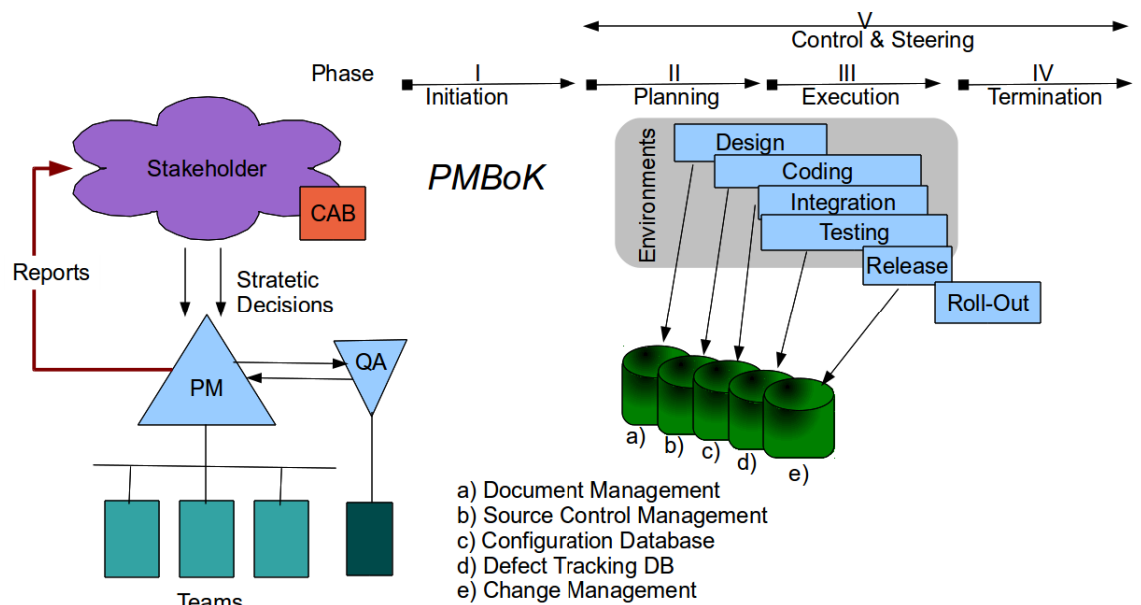 V
Control & Steering
Phase
I
II
III
IV
Initiation
Planning
Execution
Termination
Stakeholder
CAB
PMBoK
Environments
Design
Coding
Integration
Testing
Release
Roll-Out
Reports
Stratetic
Decisions
PM
QA
a)
b)
c)
d)
e)
a) Document Management
b) Source Control Management
c) Configuration Database
d) Defect Tracking DB
e) Change Management
Teams